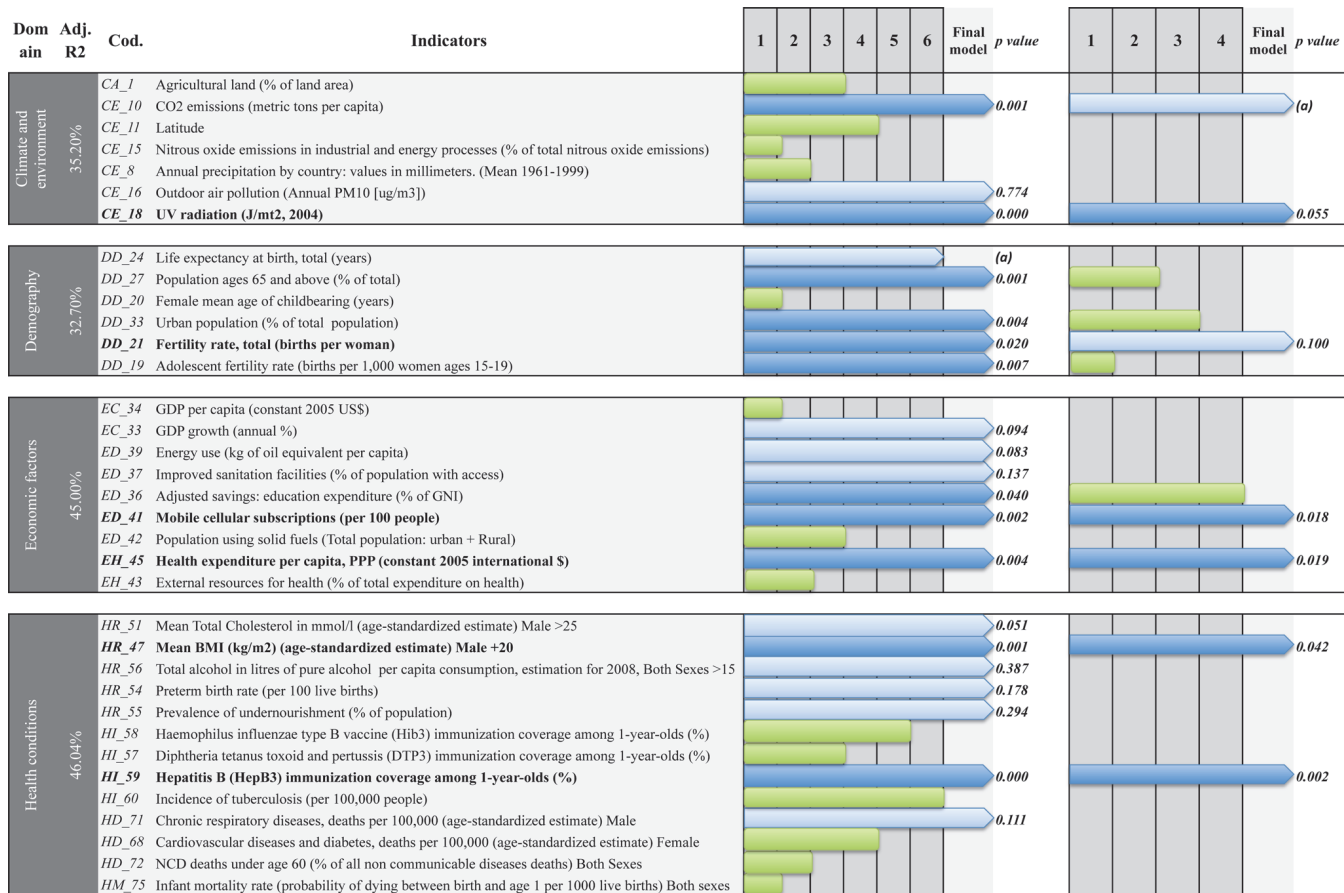 Dom ain Adj. R2 Cod. Indicators 1 2 3 4 5 6 Final model p value 1 2 3 4 Final model p value
Climate and environment
35.20%
CA_1 Agricultural land (% of land area)
CE_10 CO2 emissions (metric tons per capita) 0.001 (a)
CE_11 Latitude
CE_15 Nitrous oxide emissions in industrial and energy processes (% of total nitrous oxide emissions)
CE_8 Annual precipitation by country: values in millimeters. (Mean 1961-1999)
CE_16 Outdoor air pollution (Annual PM10 [ug/m3]) 0.774
CE_18 UV radiation (J/mt2, 2004) 0.000 0.055
Demography
32.70%
DD_24 Life expectancy at birth, total (years) (a)
DD_27 Population ages 65 and above (% of total) 0.001
DD_20 Female mean age of childbearing (years)
DD_33 Urban population (% of total population) 0.004
DD_21 Fertility rate, total (births per woman) 0.020 0.100
DD_19 Adolescent fertility rate (births per 1,000 women ages 15-19) 0.007
Economic factors
45.00%
EC_34 GDP per capita (constant 2005 US$)
EC_33 GDP growth (annual %) 0.094
ED_39 Energy use (kg of oil equivalent per capita) 0.083
ED_37 Improved sanitation facilities (% of population with access) 0.137
ED_36 Adjusted savings: education expenditure (% of GNI) 0.040
ED_41 Mobile cellular subscriptions (per 100 people) 0.002 0.018
ED_42 Population using solid fuels (Total population: urban + Rural)
EH_45 Health expenditure per capita, PPP (constant 2005 international $) 0.004 0.019
EH_43 External resources for health (% of total expenditure on health)
Health conditions
46.04%
HR_51 Mean Total Cholesterol in mmol/l (age-standardized estimate) Male >25 0.051
HR_47 Mean BMI (kg/m2) (age-standardized estimate) Male +20 0.001 0.042
HR_56 Total alcohol in litres of pure alcohol per capita consumption, estimation for 2008, Both Sexes >15 0.387
HR_54 Preterm birth rate (per 100 live births) 0.178
HR_55 Prevalence of undernourishment (% of population) 0.294
HI_58 Haemophilus influenzae type B vaccine (Hib3) immunization coverage among 1-year-olds (%)
HI_57 Diphtheria tetanus toxoid and pertussis (DTP3) immunization coverage among 1-year-olds (%)
HI_59 Hepatitis B (HepB3) immunization coverage among 1-year-olds (%) 0.000 0.002
HI_60 Incidence of tuberculosis (per 100,000 people)
HD_71 Chronic respiratory diseases, deaths per 100,000 (age-standardized estimate) Male 0.111
HD_68 Cardiovascular diseases and diabetes, deaths per 100,000 (age-standardized estimate) Female
HD_72 NCD deaths under age 60 (% of all non communicable diseases deaths) Both Sexes
HM_75 Infant mortality rate (probability of dying between birth and age 1 per 1000 live births) Both sexes